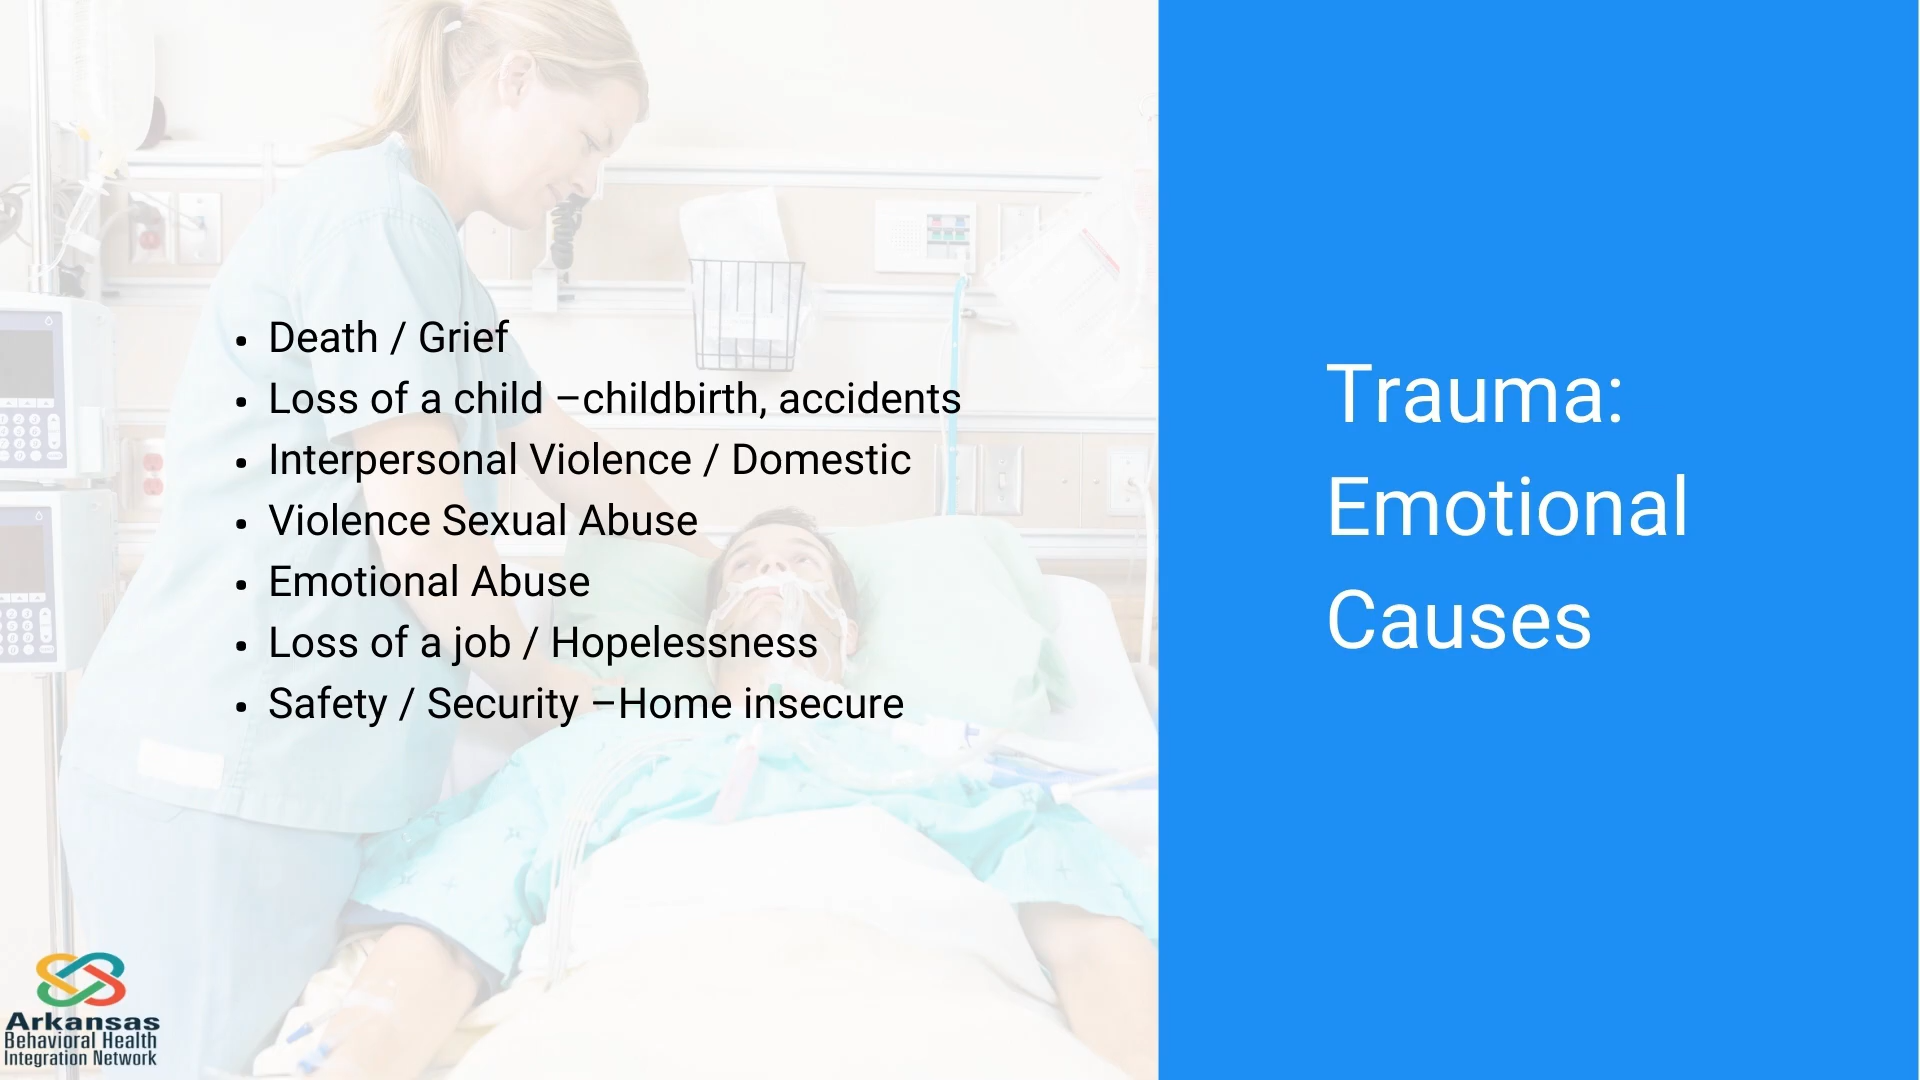 • Death / Grief
• Loss of a child –childbirth, accidents
• Interpersonal Violence / Domestic
• Violence Sexual Abuse
• Emotional Abuse
• Loss of a job / Hopelessness
• Safety / Security –Home insecure
Trauma:
Emotional
Causes
Arkansas
Behavioral Health
Integration Network